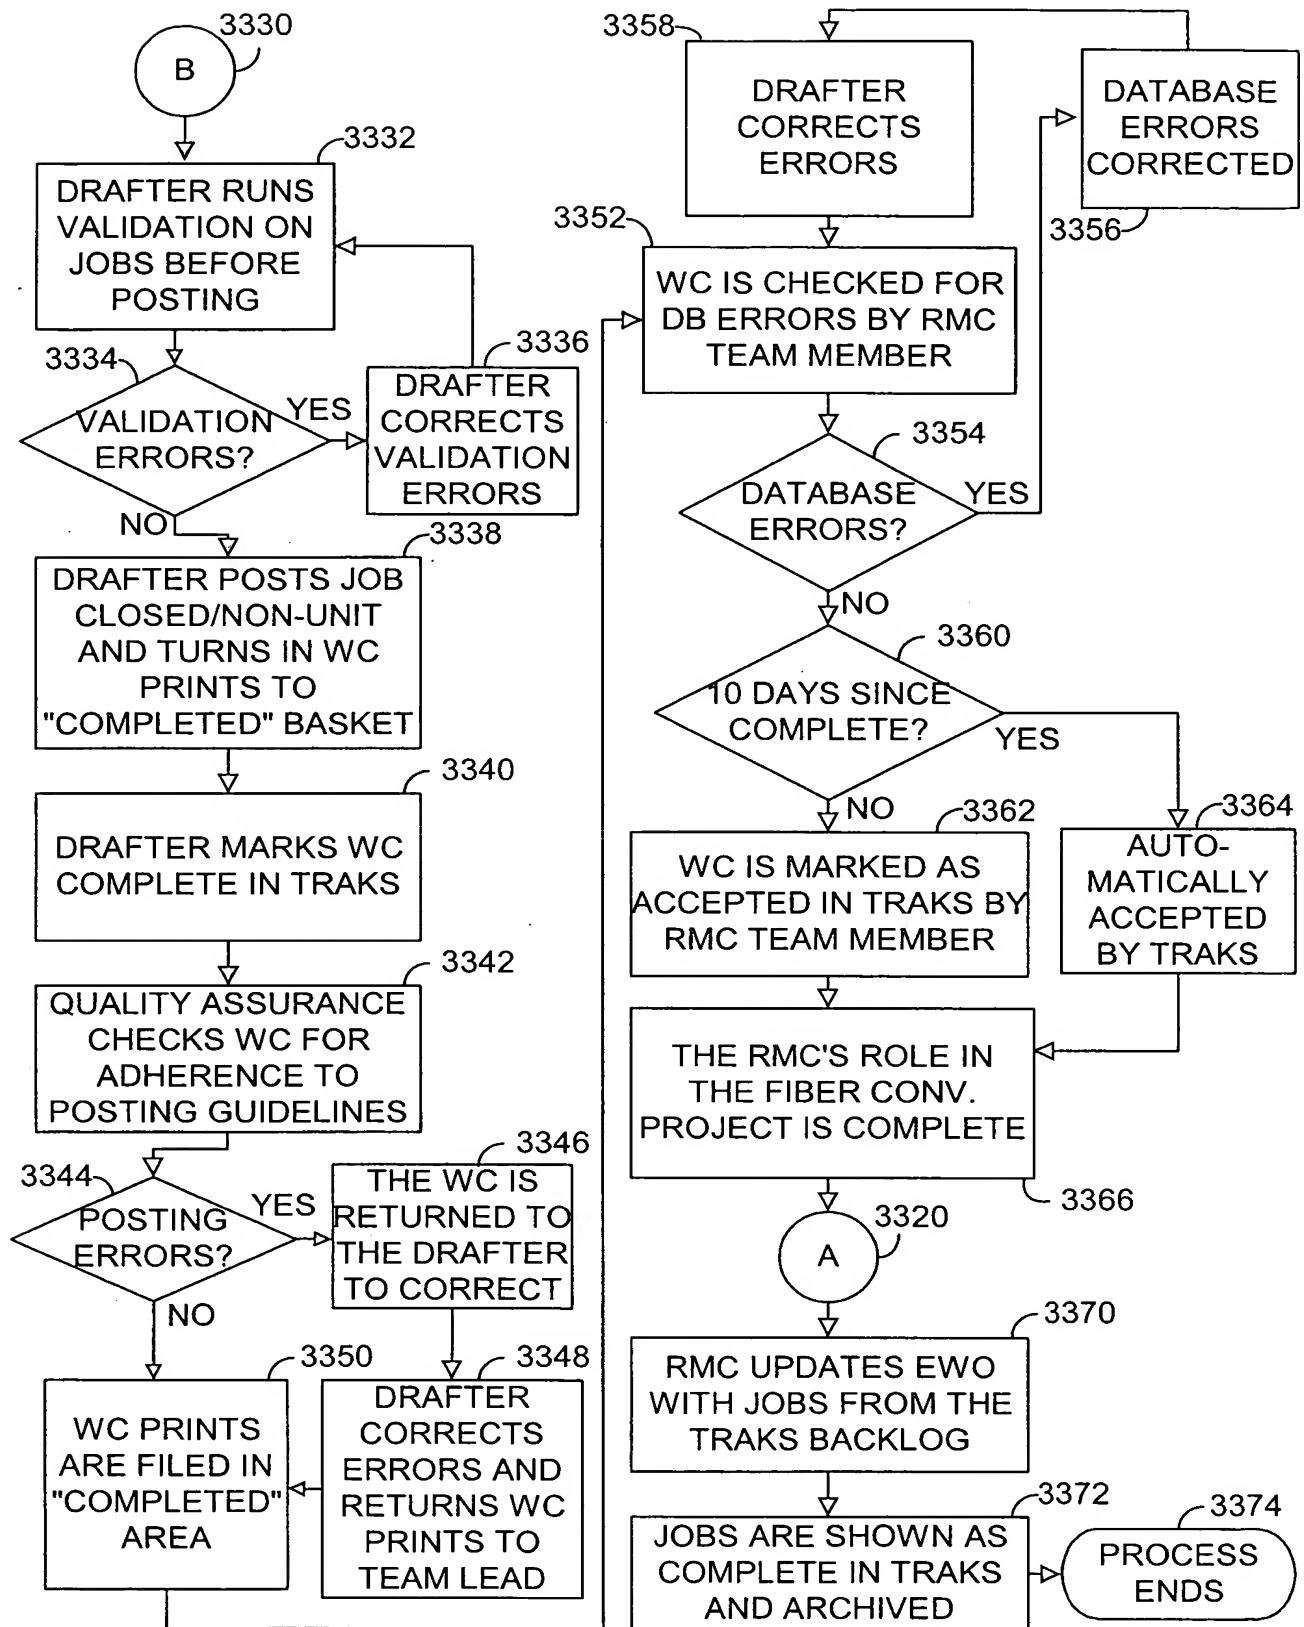 3330
B
3332
DRAFTER RUNS
VALIDATION ON
JOBS BEFORE
POSTING
3334
VALIDATION
ERRORS?
YES
3336
DRAFTER
CORRECTS
VALIDATION
ERRORS
NO
3338
DRAFTER POSTS JOB
CLOSED/NON-UNIT
AND TURNS IN WC
PRINTS TO
"COMPLETED" BASKET
3340
DRAFTER MARKS WC
COMPLETE IN TRAKS
3342
QUALITY ASSURANCE
CHECKS WC FOR
ADHERENCE TO
POSTING GUIDELINES
3344
POSTING
ERRORS?
YES
3346
THE WC IS
RETURNED TO
THE DRAFTER
TO CORRECT
NO
3350
WC PRINTS
ARE FILED IN
"COMPLETED"
AREA
3348
DRAFTER
CORRECTS
ERRORS AND
RETURNS WC
PRINTS TO
TEAM LEAD
3358
DRAFTER
CORRECTS
ERRORS
DATABASE
ERRORS
CORRECTED
3356
3352
WC IS CHECKED FOR
DB ERRORS BY RMC
TEAM MEMBER
3354
DATABASE
ERRORS?
YES
NO
3360
10 DAYS SINCE
COMPLETE?
YES
NO
3362
WC IS MARKED AS
ACCEPTED IN TRAKS BY
RMC TEAM MEMBER
3364
AUTO-
MATICALLY
ACCEPTED
BY TRAKS
THE RMC'S ROLE IN
THE FIBER CONV.
PROJECT IS COMPLETE
3366
3320
A
3370
RMC UPDATES EWO
WITH JOBS FROM THE
TRAKS BACKLOG
3372
JOBS ARE SHOWN AS
COMPLETE IN TRAKS
AND ARCHIVED
3374
PROCESS
ENDS